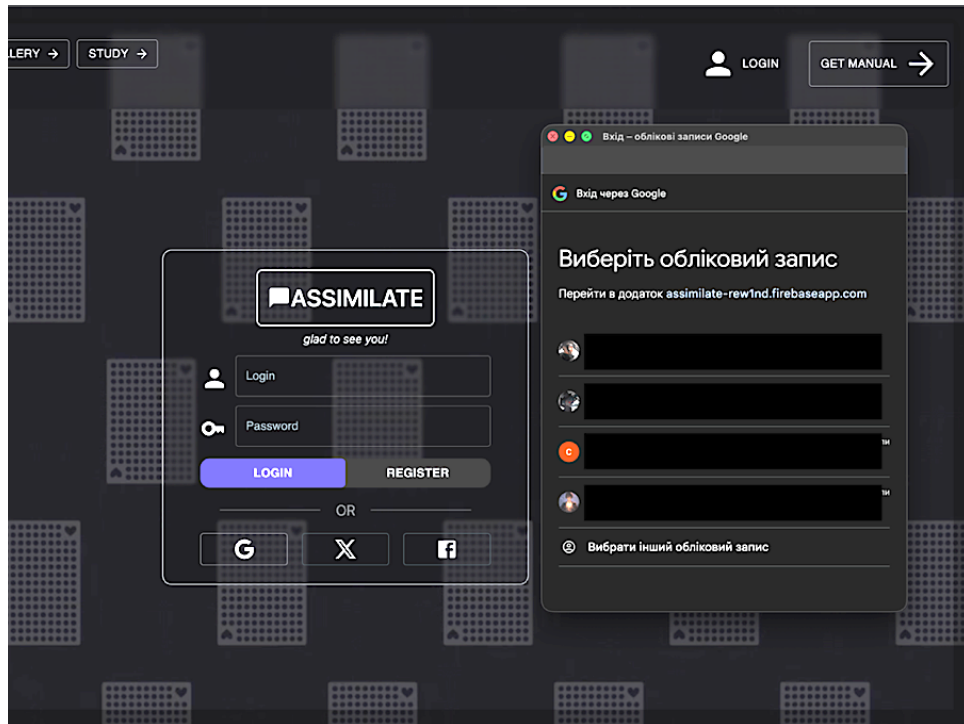 STUDY →
LOGIN
GET MANUAL →
Вхід – облікові записи Google
Вхід через Google
Виберіть обліковий запис
Перейти в додаток assimilate-rew1nd.firebaseapp.com
ASSIMILATE
glad to see you!
Login
Password
LOGIN
REGISTER
OR
G
X
f
C
Вибрати інший обліковий запис